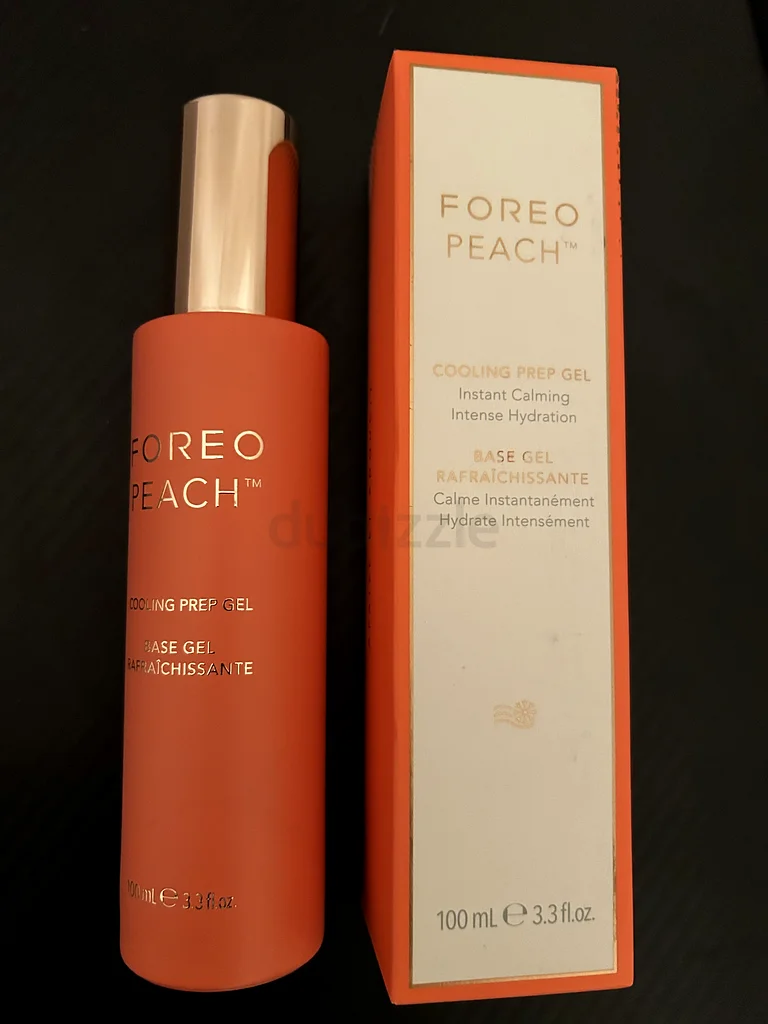 FOREO
PEACH™
COOLING PREP GEL
BASE GEL
RAFRAÎCHISSANTE
100 mL ℮ 3.3 fl.oz.
FOREO
PEACH™
COOLING PREP GEL
Instant Calming
Intense Hydration
BASE GEL
RAFRAÎCHISSANTE
Calme Instantanément
Hydrate Intensément
100 mL ℮ 3.3 fl.oz.
dubizzle